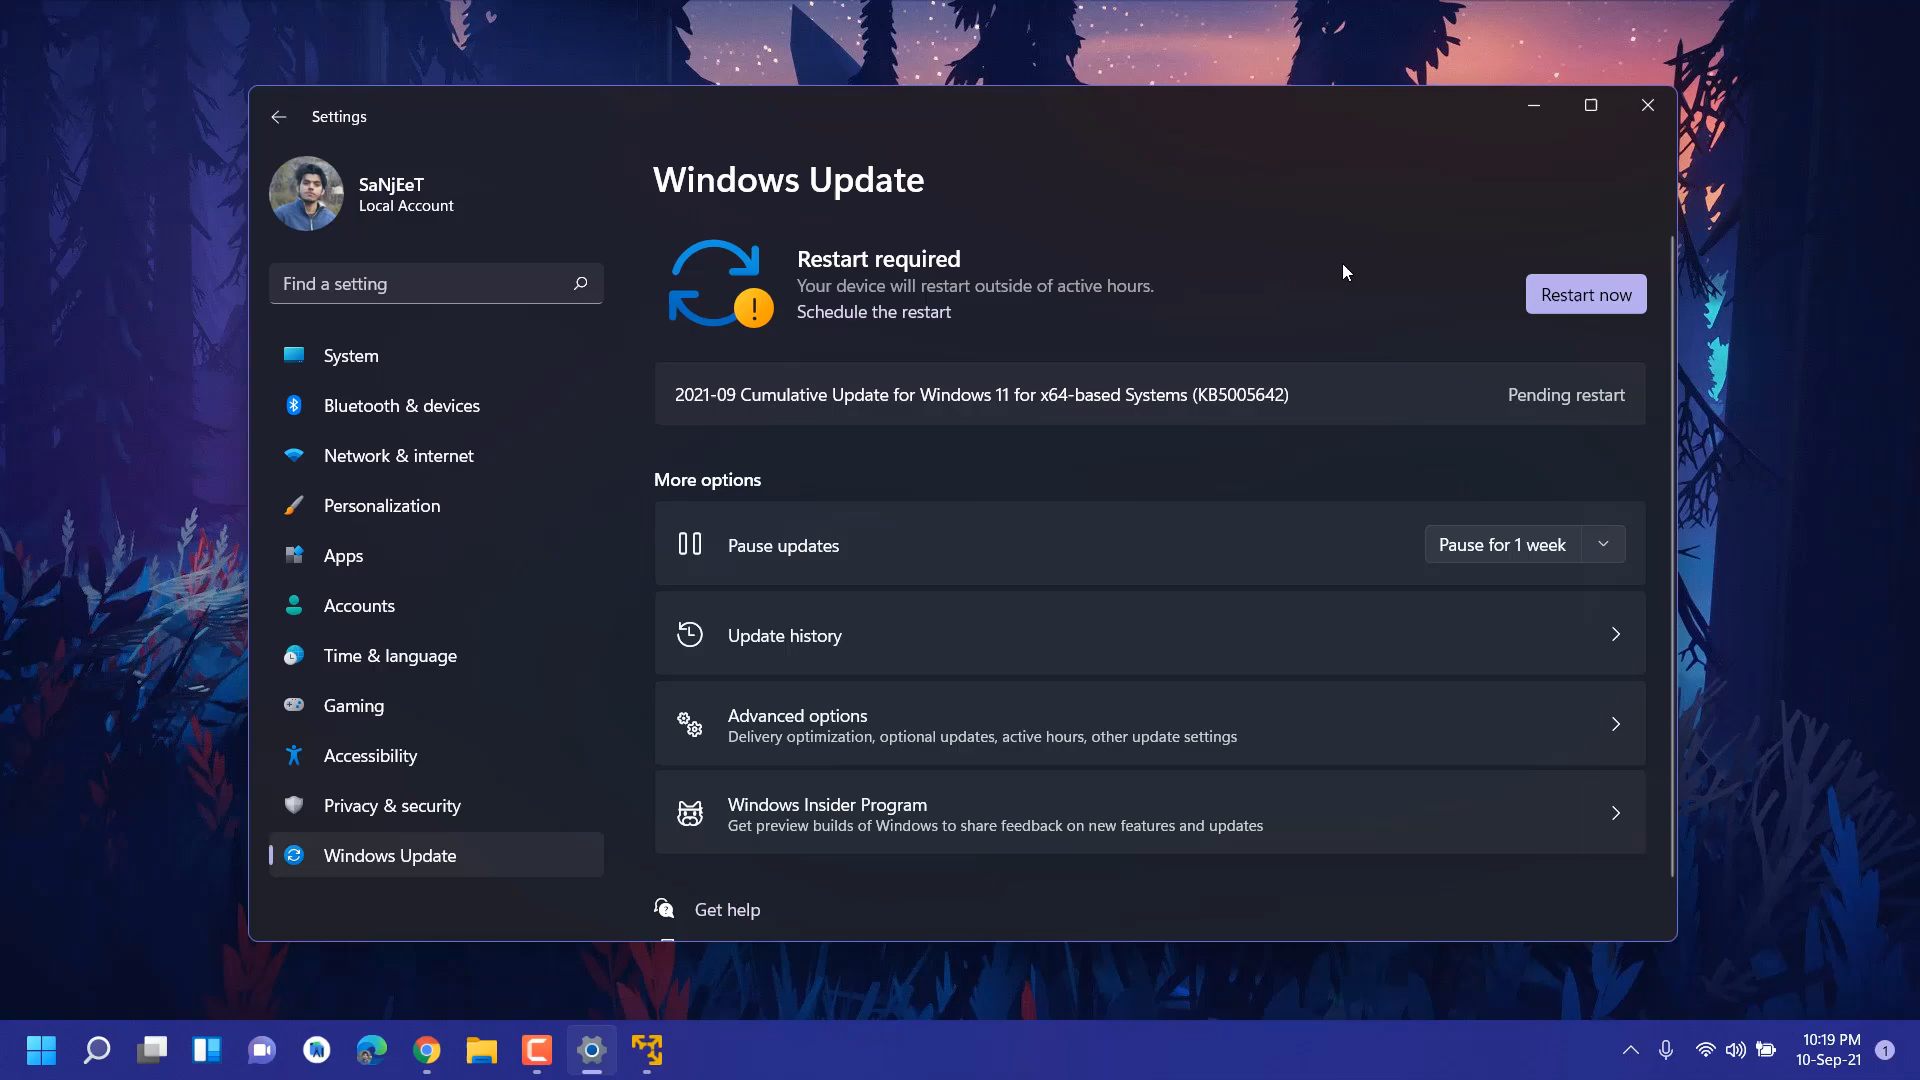 Settings
SaNjEeT
Local Account
Find a setting
System
Bluetooth & devices
Network & internet
Personalization
Apps
Accounts
Time & language
Gaming
Accessibility
Privacy & security
Windows Update
Windows Update
Restart required
Your device will restart outside of active hours.
Schedule the restart
Restart now
2021-09 Cumulative Update for Windows 11 for x64-based Systems (KB5005642)
Pending restart
More options
Pause updates
Pause for 1 week
Update history
Advanced options
Delivery optimization, optional updates, active hours, other update settings
Windows Insider Program
Get preview builds of Windows to share feedback on new features and updates
Get help
10:19 PM
10-Sep-21
1